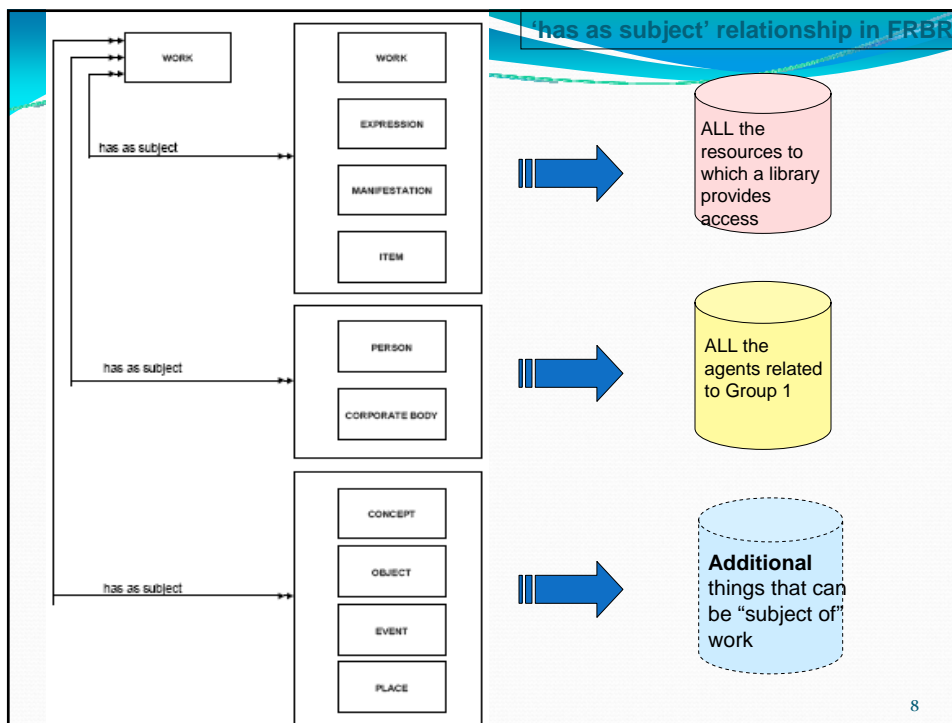 'has as subject' relationship in FRBR
WORK
has as subject
has as subject
has as subject
WORK
EXPRESSION
MANIFESTATION
ITEM
PERSON
CORPORATE BODY
CONCEPT
OBJECT
EVENT
PLACE
ALL the
resources to
which a library
provides
access
ALL the
agents related
to Group 1
Additional
things that can
be “subject of”
work
8